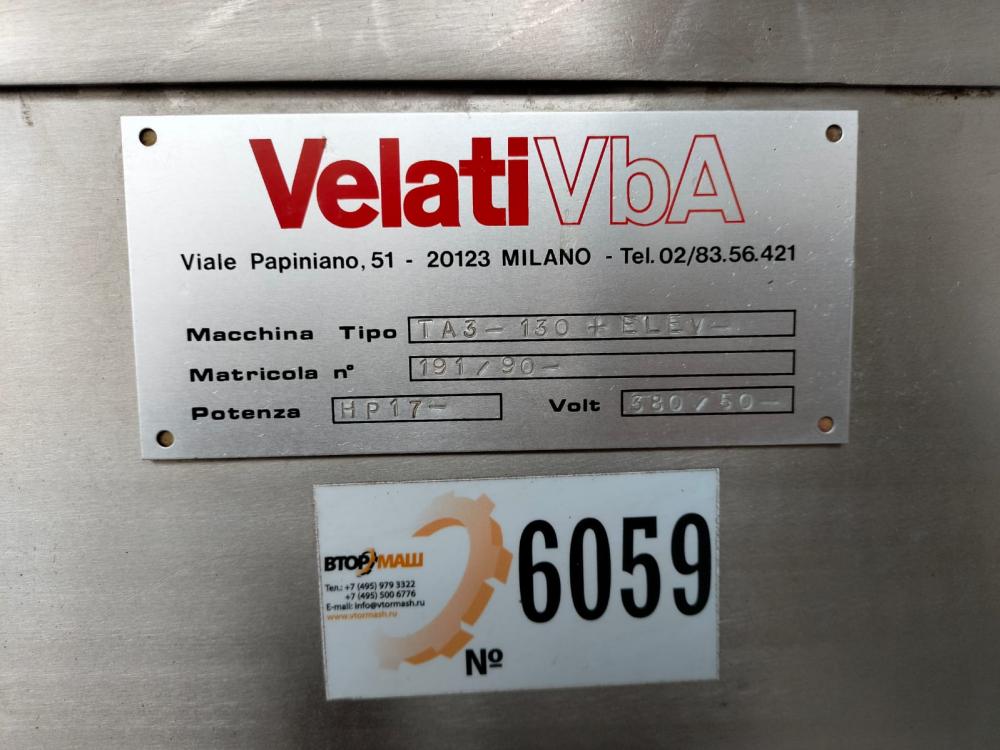 VelatiVbA
Viale Papiniano, 51 - 20123 MILANO - Tel. 02/83.56.421
Macchina Tipo TA3-130 + ELEV-
Matricola n° 191/90-
Potenza HP17- Volt 380/50-
ВТОРМАШ
Тел.: +7 (495) 979 3322
+7 (495) 500 6776
E-mail: info@vtormash.ru
www.vtormash.ru
№ 6059